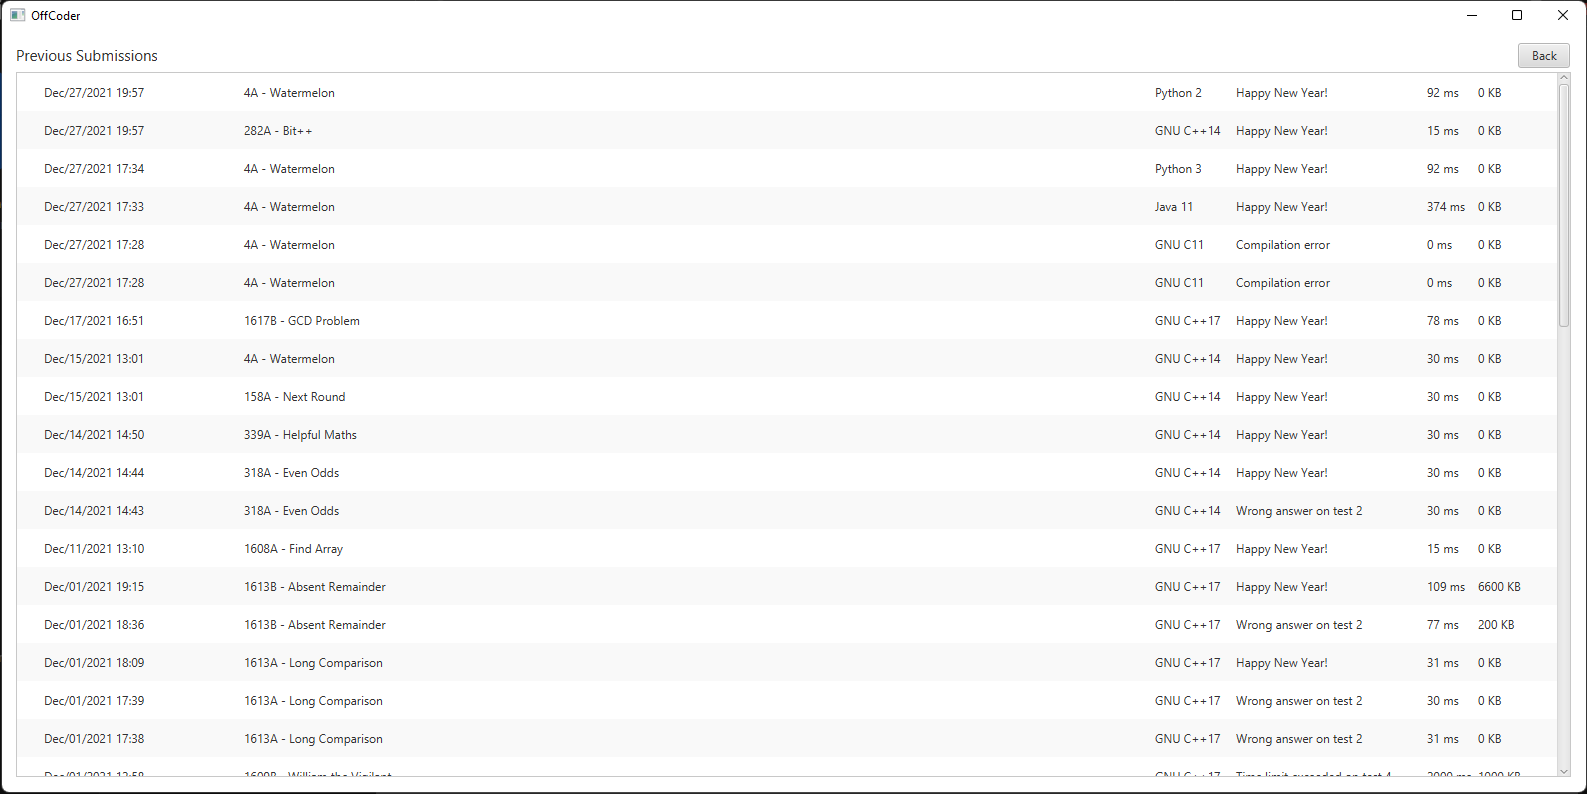 OffCoder
Previous Submissions Back
Dec/27/2021 19:57 4A - Watermelon Python 2 Happy New Year! 92 ms 0 KB
Dec/27/2021 19:57 282A - Bit++ GNU C++14 Happy New Year! 15 ms 0 KB
Dec/27/2021 17:34 4A - Watermelon Python 3 Happy New Year! 92 ms 0 KB
Dec/27/2021 17:33 4A - Watermelon Java 11 Happy New Year! 374 ms 0 KB
Dec/27/2021 17:28 4A - Watermelon GNU C11 Compilation error 0 ms 0 KB
Dec/27/2021 17:28 4A - Watermelon GNU C11 Compilation error 0 ms 0 KB
Dec/17/2021 16:51 1617B - GCD Problem GNU C++17 Happy New Year! 78 ms 0 KB
Dec/15/2021 13:01 4A - Watermelon GNU C++14 Happy New Year! 30 ms 0 KB
Dec/15/2021 13:01 158A - Next Round GNU C++14 Happy New Year! 30 ms 0 KB
Dec/14/2021 14:50 339A - Helpful Maths GNU C++14 Happy New Year! 30 ms 0 KB
Dec/14/2021 14:44 318A - Even Odds GNU C++14 Happy New Year! 30 ms 0 KB
Dec/14/2021 14:43 318A - Even Odds GNU C++14 Wrong answer on test 2 30 ms 0 KB
Dec/11/2021 13:10 1608A - Find Array GNU C++17 Happy New Year! 15 ms 0 KB
Dec/01/2021 19:15 1613B - Absent Remainder GNU C++17 Happy New Year! 109 ms 6600 KB
Dec/01/2021 18:36 1613B - Absent Remainder GNU C++17 Wrong answer on test 2 77 ms 200 KB
Dec/01/2021 18:09 1613A - Long Comparison GNU C++17 Happy New Year! 31 ms 0 KB
Dec/01/2021 17:39 1613A - Long Comparison GNU C++17 Wrong answer on test 2 30 ms 0 KB
Dec/01/2021 17:38 1613A - Long Comparison GNU C++17 Wrong answer on test 2 31 ms 0 KB
- William the Vigilant GNU C++17 Time limit exceeded on test 4 ms KB